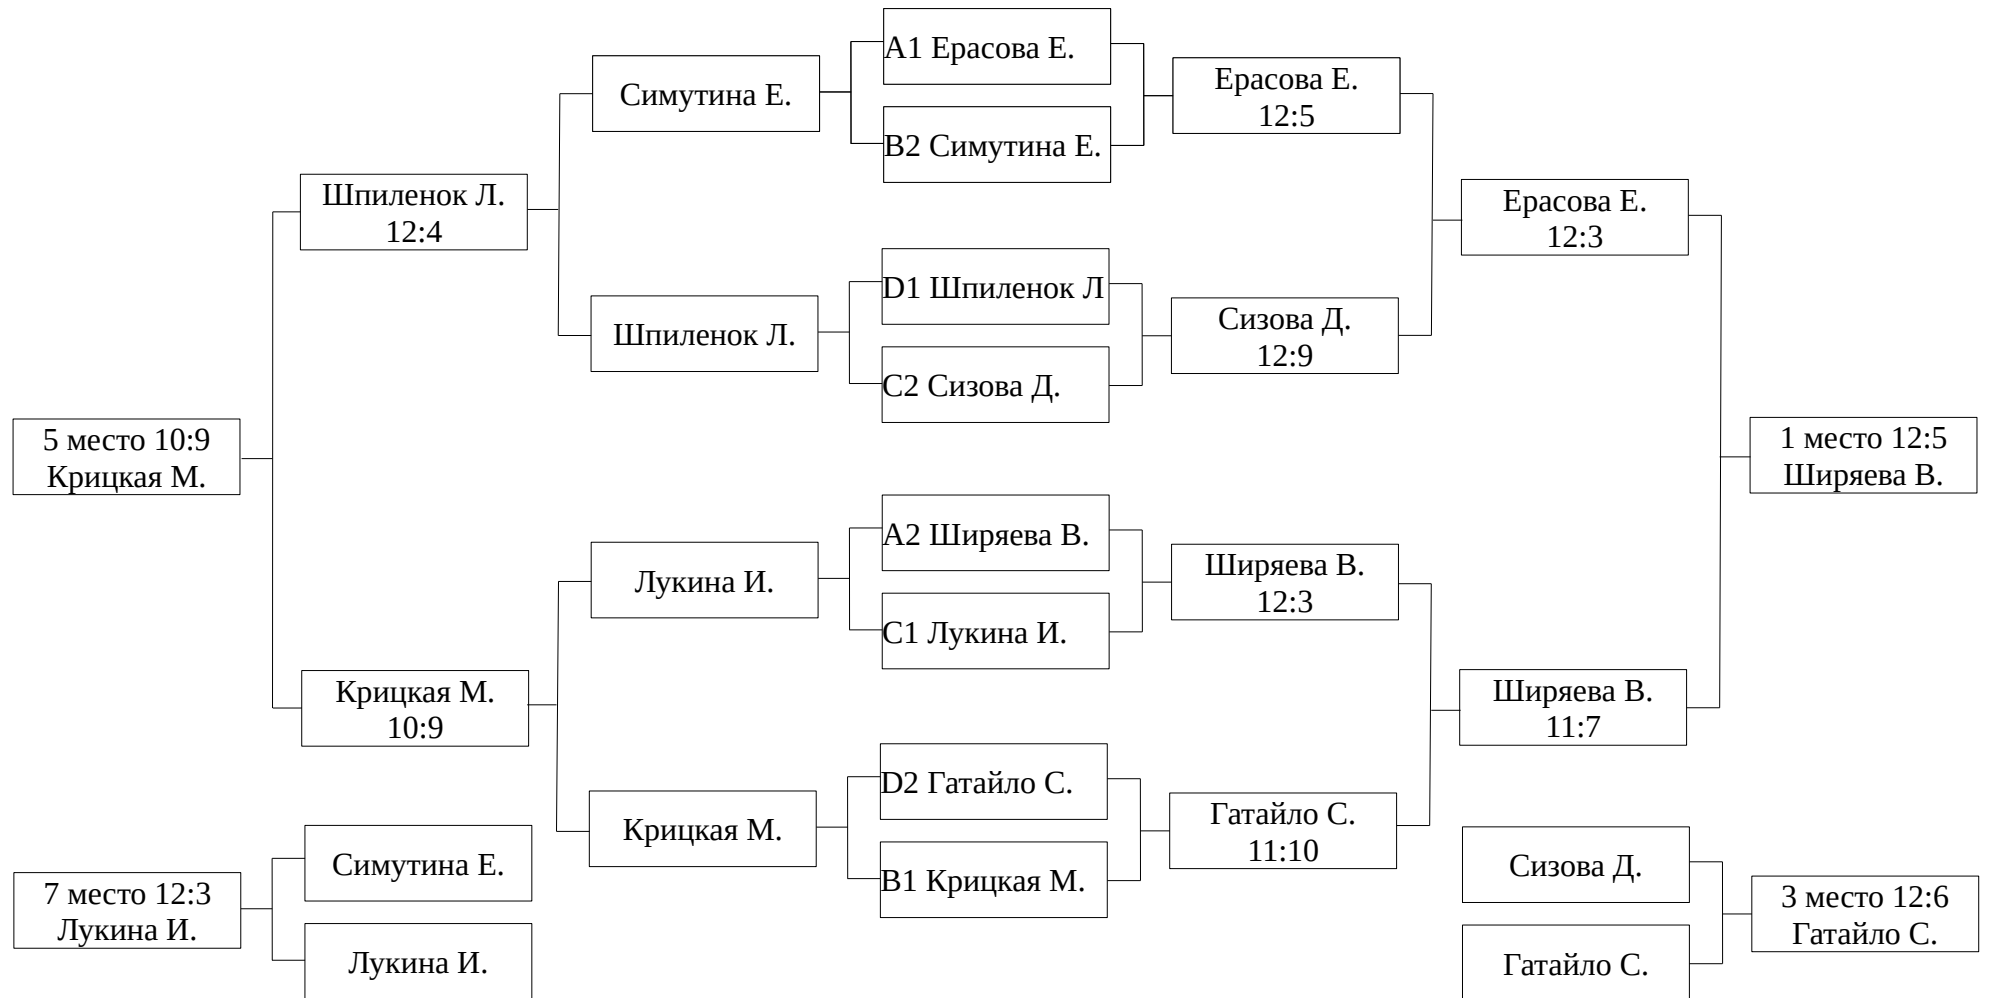 A1 Ерасова Е.
Симутина Е.
Ерасова Е.
12:5
B2 Симутина Е.
Шпиленок Л.
12:4
Ерасова Е.
12:3
D1 Шпиленок Л
Шпиленок Л.
Сизова Д.
12:9
C2 Сизова Д.
5 место 10:9
Крицкая М.
1 место 12:5
Ширяева В.
A2 Ширяева В.
Лукина И.
Ширяева В.
12:3
C1 Лукина И.
Крицкая М.
10:9
Ширяева В.
11:7
D2 Гатайло С.
Крицкая М.
Гатайло С.
11:10
B1 Крицкая М.
Симутина Е.
7 место 12:3
Лукина И.
Лукина И.
Сизова Д.
3 место 12:6
Гатайло С.
Гатайло С.